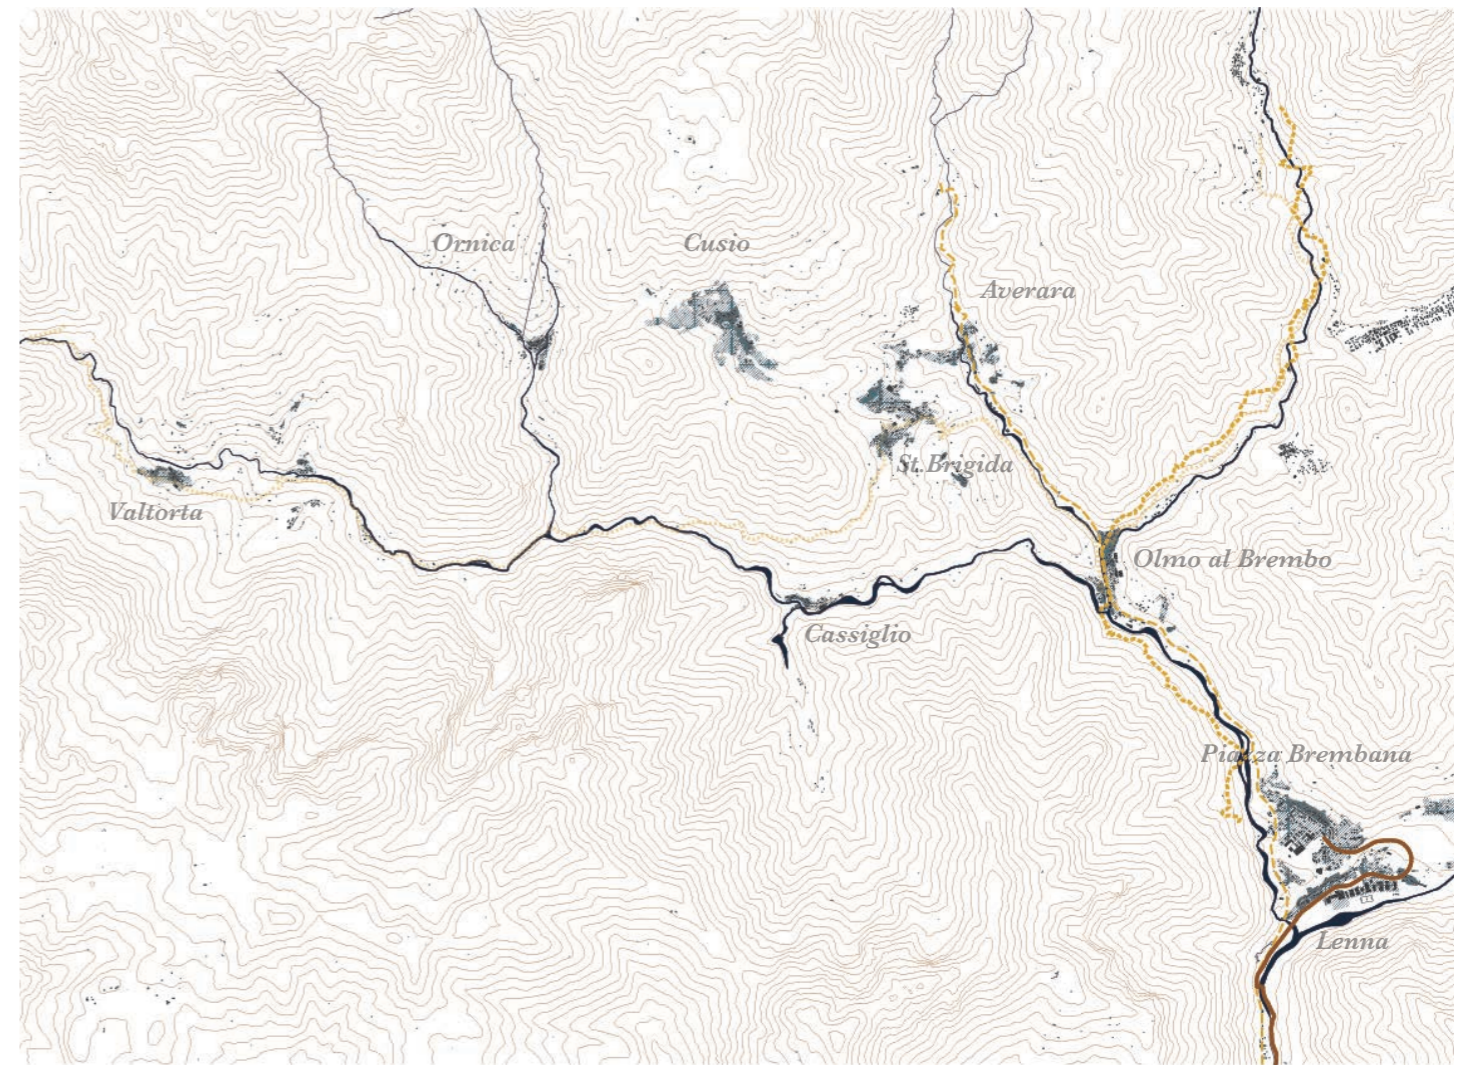 Ornica
Cusio
Averara
St.Brigida
Valtorta
Olmo al Brembo
Cassiglio
Piazza Brembana
Lenna